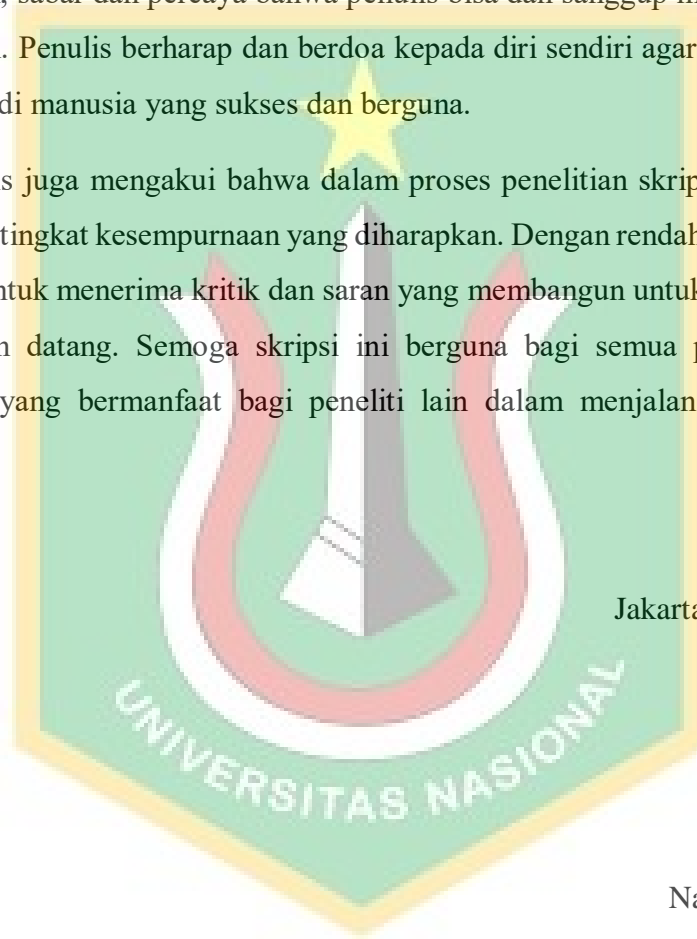 sabar dan percaya bahwa penulis bisa dan sanggup
. Penulis berharap dan berdoa kepada diri sendiri agar
di manusia yang sukses dan berguna.
s juga mengakui bahwa dalam proses penelitian skrip
tingkat kesempurnaan yang diharapkan. Dengan rendah
ntuk menerima kritik dan saran yang membangun untuk
n datang. Semoga skripsi ini berguna bagi semua p
yang bermanfaat bagi peneliti lain dalam menjalan
Jakarta
UNIVERSITAS NASIONAL
Na